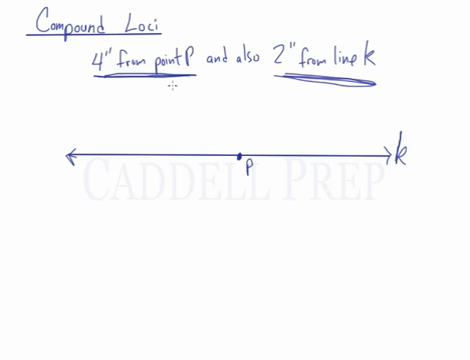 Compound Loci
4" from point P and also 2" from line k
k
P
CADDELL PREP